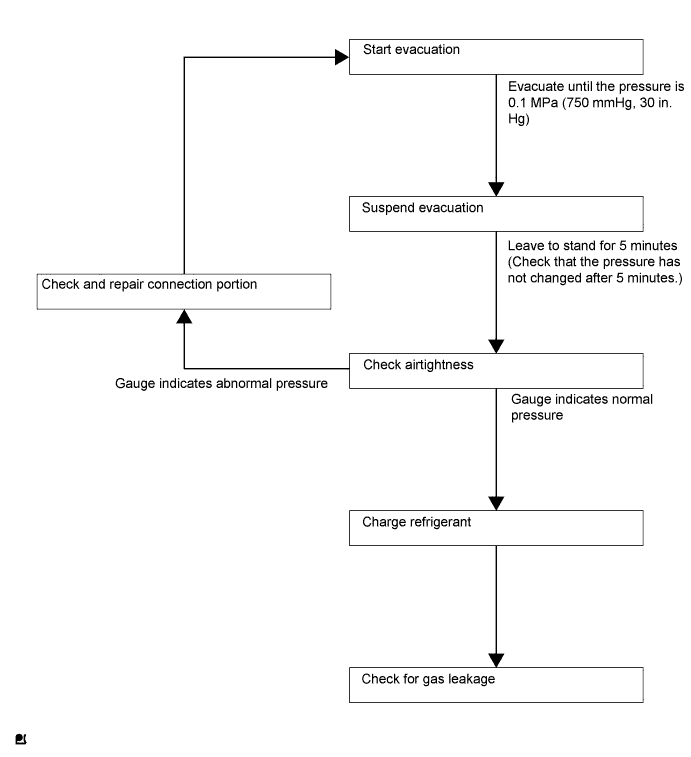 Start evacuation
Evacuate until the pressure is
0.1 MPa (750 mmHg, 30 in.
Hg)
Suspend evacuation
Leave to stand for 5 minutes
(Check that the pressure has
not changed after 5 minutes.)
Check and repair connection portion
Check airtightness
Gauge indicates abnormal pressure
Gauge indicates normal
pressure
Charge refrigerant
Check for gas leakage